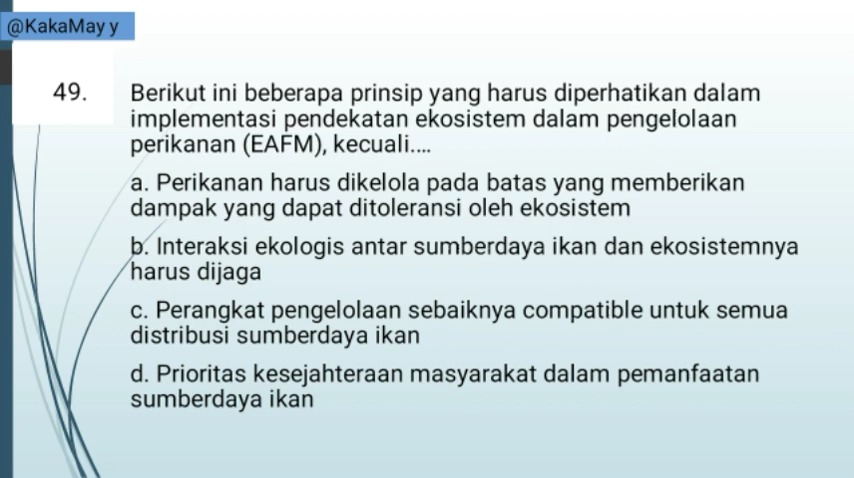 @KakaMay y
49.
Berikut ini beberapa prinsip yang harus diperhatikan dalam
implementasi pendekatan ekosistem dalam pengelolaan
perikanan (EAFM), kecuali....
a. Perikanan harus dikelola pada batas yang memberikan
dampak yang dapat ditoleransi oleh ekosistem
b. Interaksi ekologis antar sumberdaya ikan dan ekosistemnya
harus dijaga
c. Perangkat pengelolaan sebaiknya compatible untuk semua
distribusi sumberdaya ikan
d. Prioritas kesejahteraan masyarakat dalam pemanfaatan
sumberdaya ikan